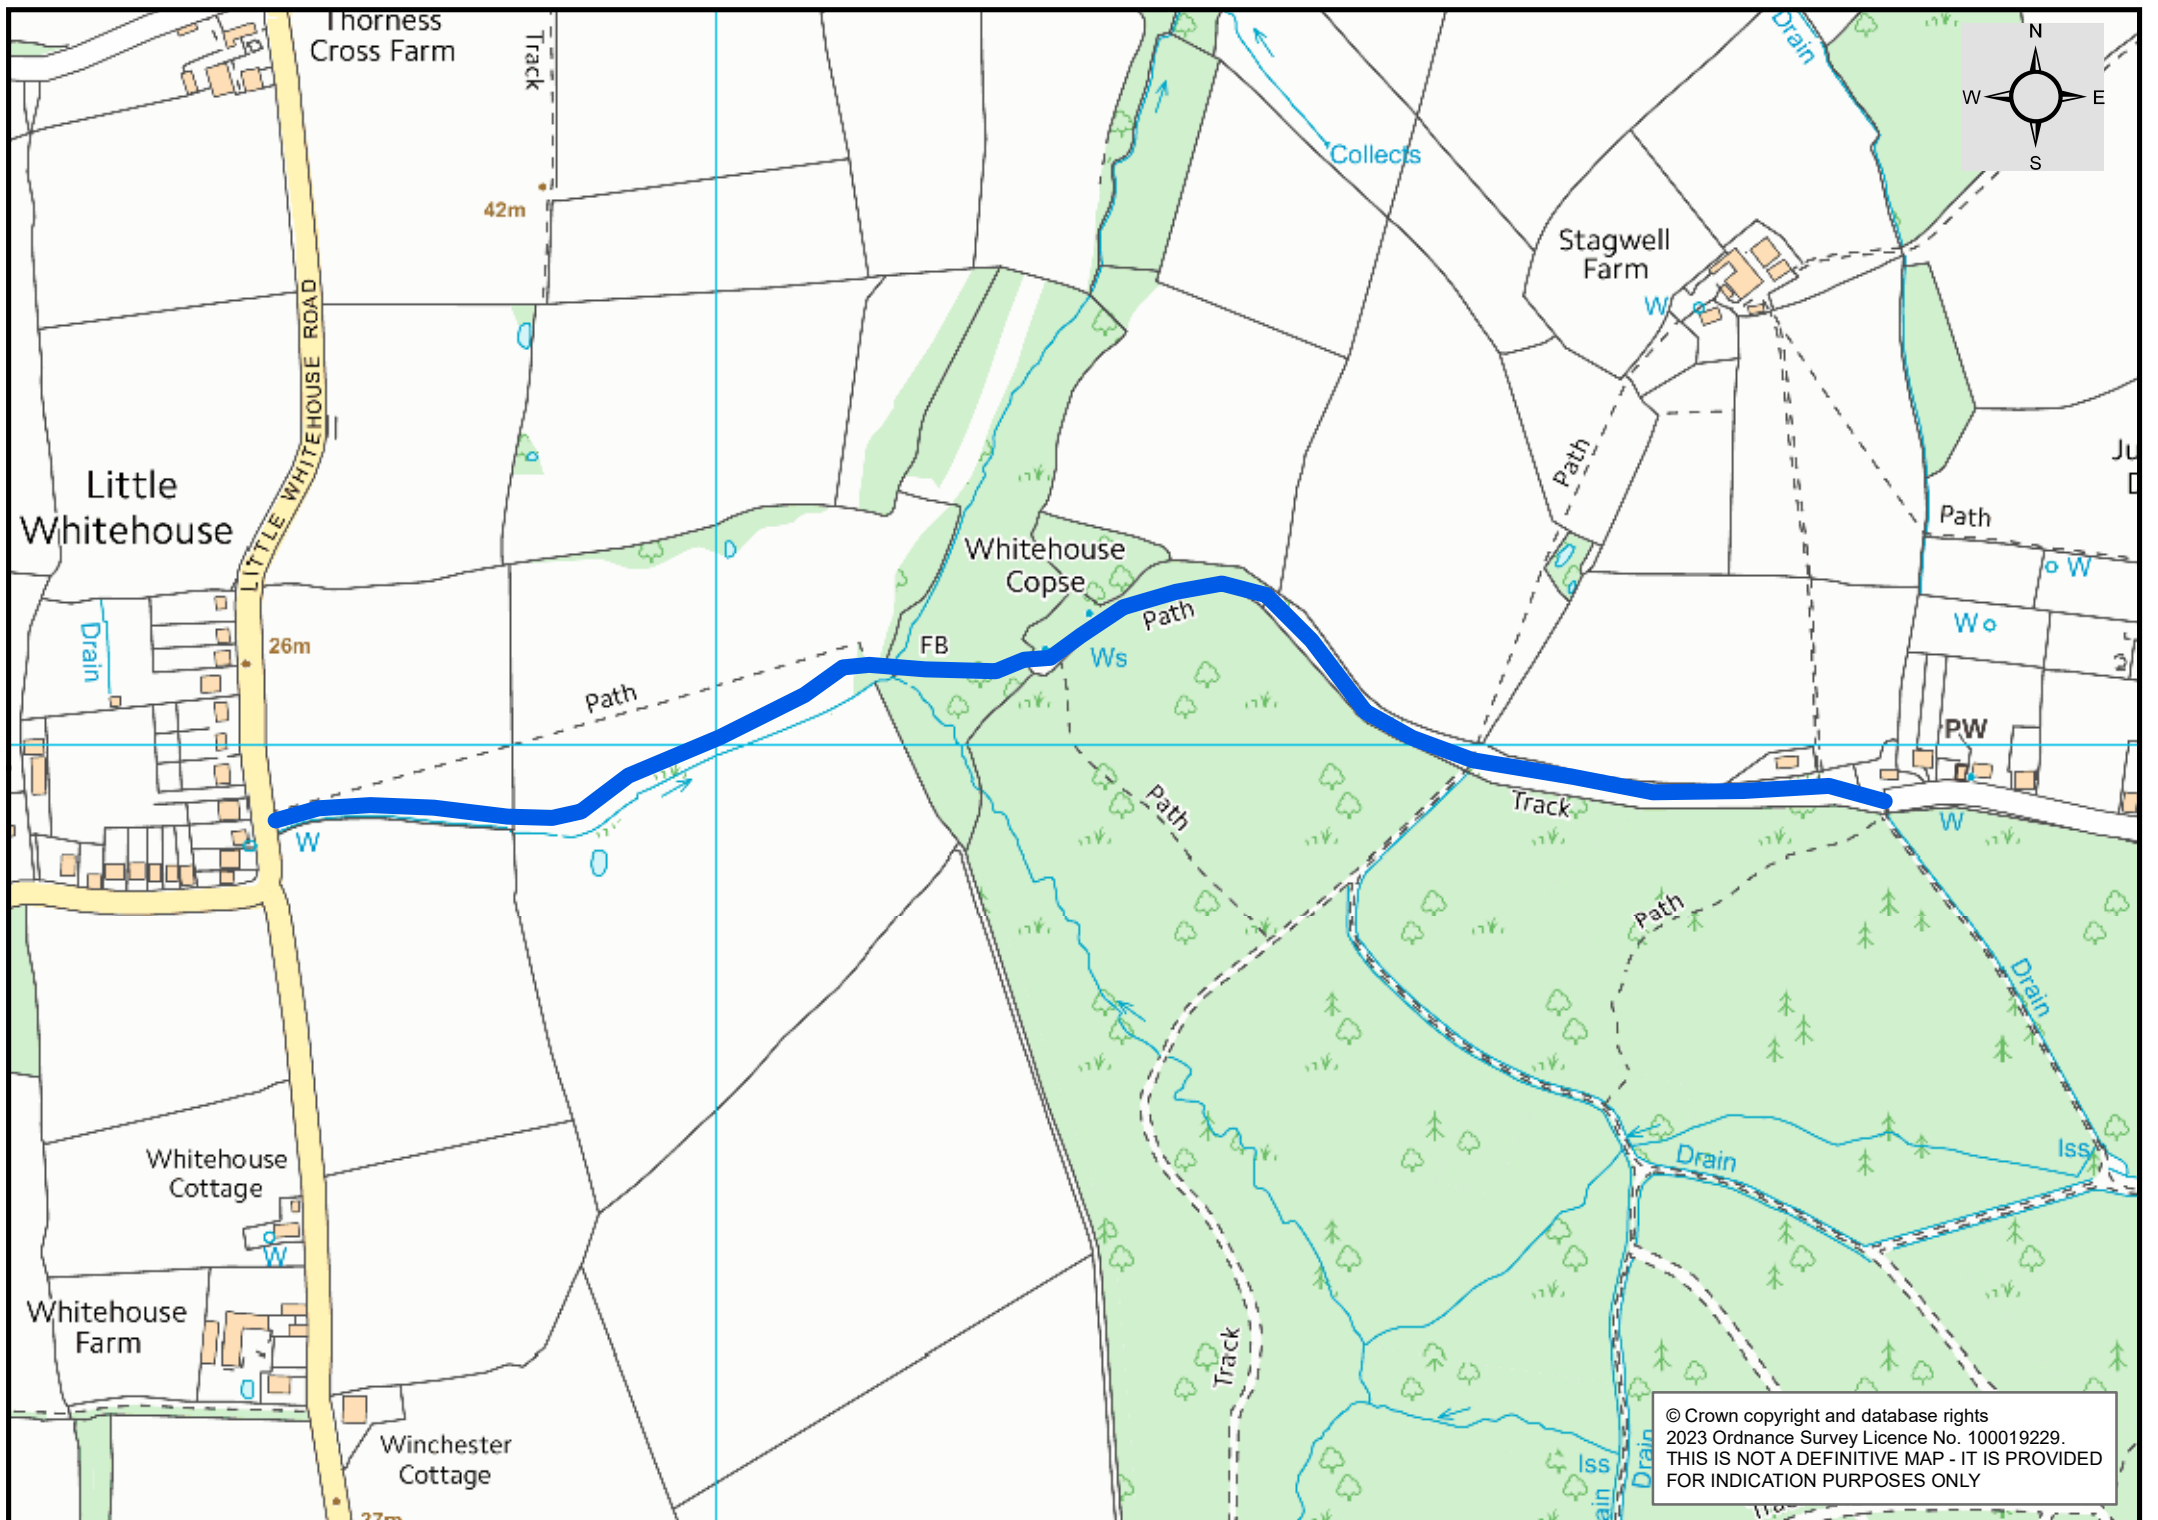 Thorness
Cross Farm
Track
Drain
N
W
E
S
Collects
42m
Stagwell
Farm
W
LITTLE WHITEHOUSE ROAD
Path
Little
Whitehouse
Path
Whitehouse
Copse
W
Path
W
Drain
26m
FB
Ws
Path
PW
Path
Track
W
W
Path
Drain
Whitehouse
Cottage
W
Drain
Iss
Whitehouse
Farm
Track
Winchester
Cottage
Iss
Drain
27m
© Crown copyright and database rights
2023 Ordnance Survey Licence No. 100019229.
THIS IS NOT A DEFINITIVE MAP - IT IS PROVIDED
FOR INDICATION PURPOSES ONLY